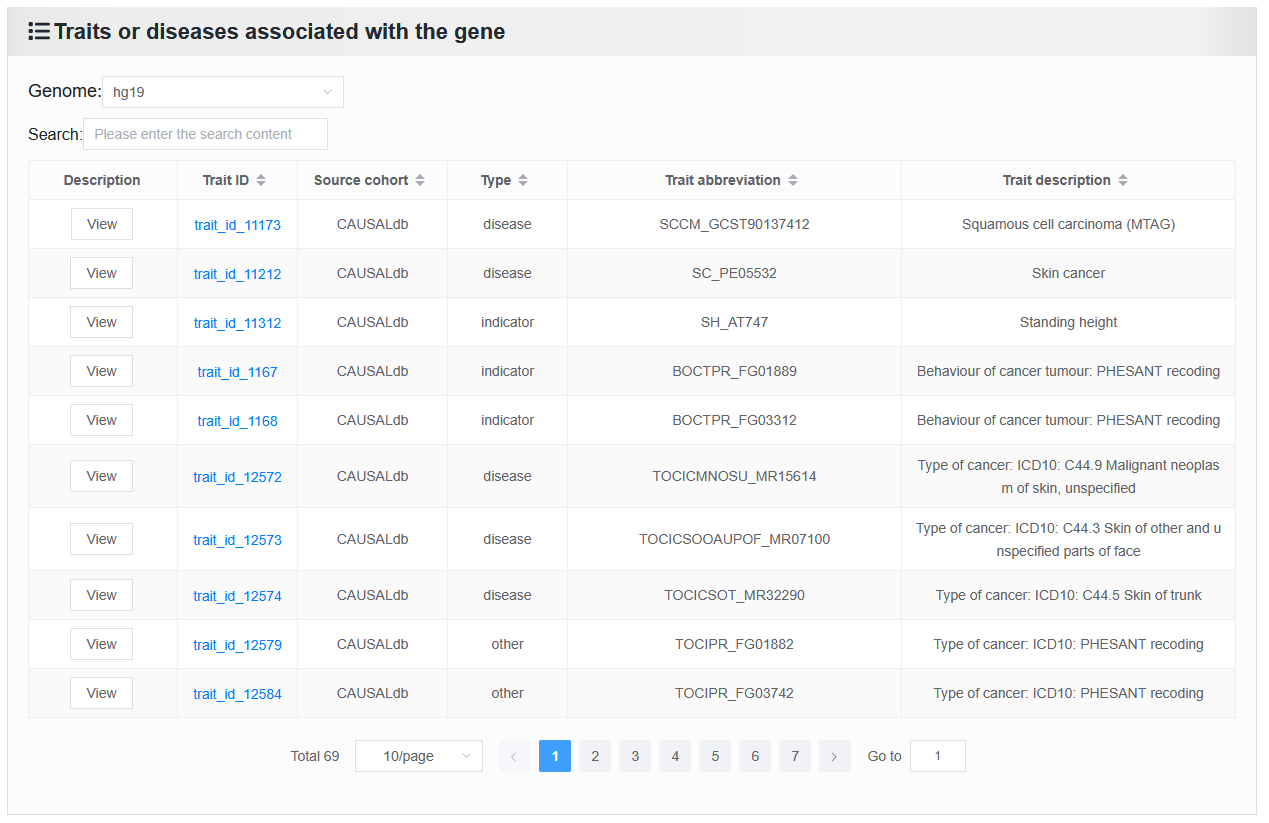 Traits or diseases associated with the gene
Genome: hg19
Search: Please enter the search content
Description Trait ID Source cohort Type Trait abbreviation Trait description
View trait_id_11173 CAUSALdb disease SCCM_GCST90137412 Squamous cell carcinoma (MTAG)
View trait_id_11212 CAUSALdb disease SC_PE05532 Skin cancer
View trait_id_11312 CAUSALdb indicator SH_AT747 Standing height
View trait_id_1167 CAUSALdb indicator BOCTPR_FG01889 Behaviour of cancer tumour: PHESANT recoding
View trait_id_1168 CAUSALdb indicator BOCTPR_FG03312 Behaviour of cancer tumour: PHESANT recoding
View trait_id_12572 CAUSALdb disease TOCICMNOSU_MR15614 Type of cancer: ICD10: C44.9 Malignant neoplas
m of skin, unspecified
View trait_id_12573 CAUSALdb disease TOCICSOOAUPOF_MR07100 Type of cancer: ICD10: C44.3 Skin of other and u
nspecified parts of face
View trait_id_12574 CAUSALdb disease TOCICSOT_MR32290 Type of cancer: ICD10: C44.5 Skin of trunk
View trait_id_12579 CAUSALdb other TOCIPR_FG01882 Type of cancer: ICD10: PHESANT recoding
View trait_id_12584 CAUSALdb other TOCIPR_FG03742 Type of cancer: ICD10: PHESANT recoding
Total 69 10/page 1 2 3 4 5 6 7 Go to 1